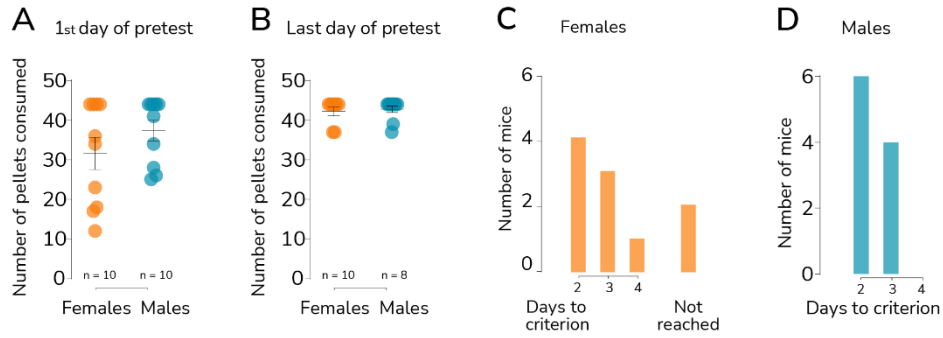 A
1st day of pretest
Number of pellets consumed
50
40
30
20
10
0
n = 10
n = 10
Females
Males
B
Last day of pretest
Number of pellets consumed
50
40
30
20
10
0
n = 10
n = 8
Females
Males
C
Females
Number of mice
6
4
2
0
2
3
4
Days to
criterion
Not
reached
D
Males
Number of mice
6
4
2
0
2
3
4
Days to criterion